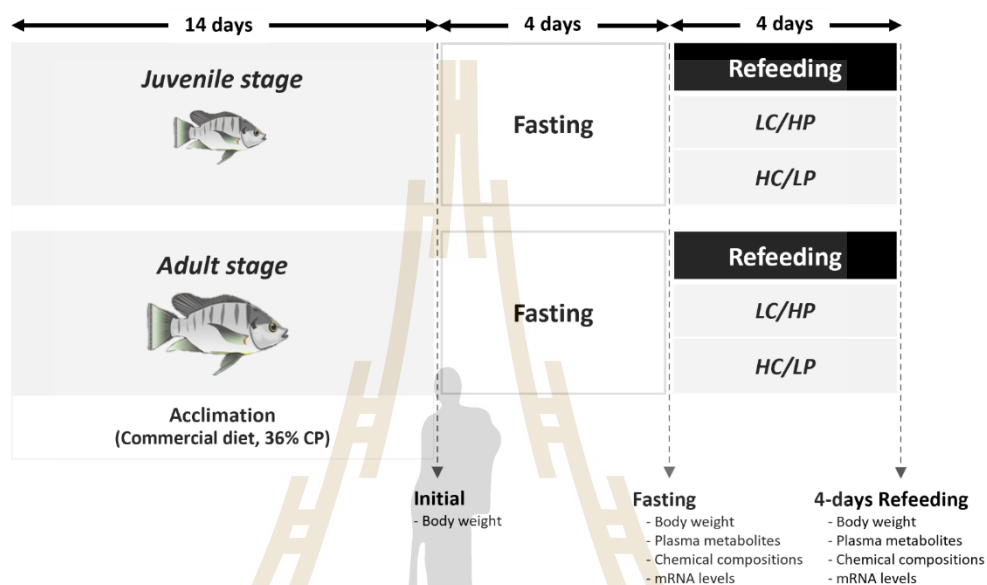 14 days 4 days 4 days
Juvenile stage
Fasting
Refeeding
LC/HP
HC/LP
Adult stage
Fasting
Refeeding
LC/HP
HC/LP
Acclimation
(Commercial diet, 36% CP)
Initial
- Body weight
Fasting
- Body weight
- Plasma metabolites
- Chemical compositions
- mRNA levels
4-days Refeeding
- Body weight
- Plasma metabolites
- Chemical compositions
- mRNA levels